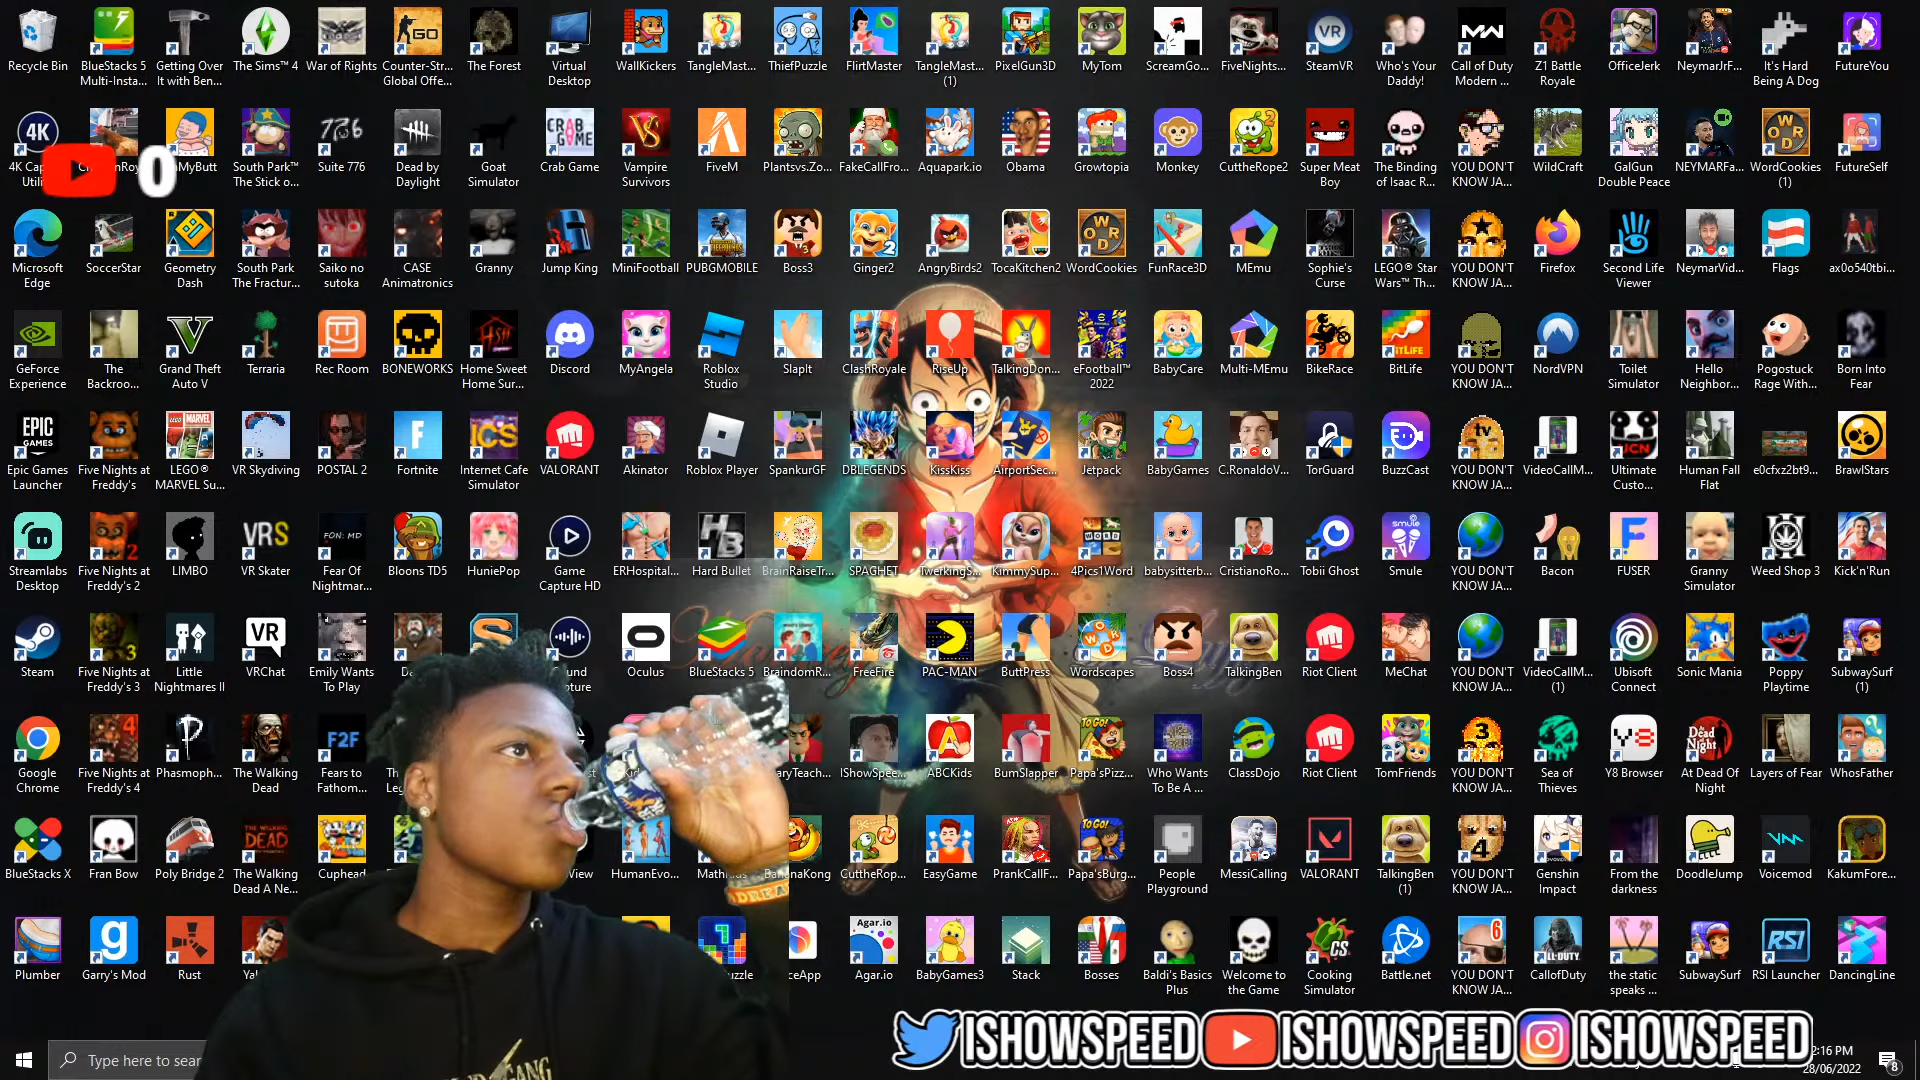 Recycle Bin
BlueStacks 5 Multi-Insta...
Getting Over It with Ben...
The Sims™ 4
War of Rights
Counter-Str... Global Offe...
The Forest
Virtual Desktop
WallKickers
TangleMast...
ThiefPuzzle
FlirtMaster
TangleMast... (1)
PixelGun3D
MyTom
ScreamGo...
FiveNights...
SteamVR
Who's Your Daddy!
Call of Duty Modern ...
Z1 Battle Royale
OfficeJerk
NeymarJrF...
It's Hard Being A Dog
FutureYou
0
South Park™ The Stick o...
Suite 776
Dead by Daylight
Goat Simulator
Crab Game
Vampire Survivors
FiveM
Plantsvs.Zo...
FakeCallFro...
Aquapark.io
Obama
Growtopia
Monkey
CuttheRope2
Super Meat Boy
The Binding of Isaac R...
YOU DON'T KNOW JA...
WildCraft
GalGun Double Peace
NEYMARFa...
WordCookies (1)
FutureSelf
Microsoft Edge
SoccerStar
Geometry Dash
South Park The Fractur...
Saiko no sutoka
CASE Animatronics
Granny
Jump King
MiniFootball
PUBGMOBILE
Boss3
Ginger2
AngryBirds2
TocaKitchen2
WordCookies
FunRace3D
MEmu
Sophie's Curse
LEGO® Star Wars™ Th...
YOU DON'T KNOW JA...
Firefox
Second Life Viewer
NeymarVid...
Flags
ax0o540tbi...
GeForce Experience
The Backroo...
Grand Theft Auto V
Terraria
Rec Room
BONEWORKS
Home Sweet Home Sur...
Discord
MyAngela
Roblox Studio
SlapIt
ClashRoyale
RiseUp
TalkingDon...
eFootball™ 2022
BabyCare
Multi-MEmu
BikeRace
BitLife
YOU DON'T KNOW JA...
NordVPN
Toilet Simulator
Hello Neighbor...
Pogostuck Rage With...
Born Into Fear
Epic Games Launcher
Five Nights at Freddy's
LEGO® MARVEL Su...
VR Skydiving
POSTAL 2
Fortnite
Internet Cafe Simulator
VALORANT
Akinator
Roblox Player
SpankurGF
DBLEGENDS
KissKiss
AirportSec...
Jetpack
BabyGames
C.RonaldoV...
TorGuard
BuzzCast
YOU DON'T KNOW JA...
VideoCallM...
Ultimate Custo...
Human Fall Flat
e0cfxz2bt9...
BrawlStars
Streamlabs Desktop
Five Nights at Freddy's 2
LIMBO
VR Skater
Fear Of Nightmar...
Bloons TD5
HuniePop
Game Capture HD
ERHospital...
Hard Bullet
BrainRaiseTr...
SPAGHET
TwerkingS...
KimmySup...
4Pics1Word
babysitterb...
CristianoRo...
Tobii Ghost
Smule
YOU DON'T KNOW JA...
Bacon
FUSER
Granny Simulator
Weed Shop 3
Kick'n'Run
Steam
Five Nights at Freddy's 3
Little Nightmares II
VRChat
Emily Wants To Play
Oculus
BlueStacks 5
BraindomR...
FreeFire
PAC-MAN
ButtPress
Wordscapes
Boss4
TalkingBen
Riot Client
MeChat
YOU DON'T KNOW JA...
VideoCallM... (1)
Ubisoft Connect
Sonic Mania
Poppy Playtime
SubwaySurf (1)
Google Chrome
Five Nights at Freddy's 4
Phasmoph...
The Walking Dead
Fears to Fathom...
IShowSpee...
ABCKids
BumSlapper
Papa'sPizz...
Who Wants To Be A ...
ClassDojo
Riot Client
TomFriends
YOU DON'T KNOW JA...
Sea of Thieves
Y8 Browser
At Dead Of Night
Layers of Fear
WhosFather
BlueStacks X
Fran Bow
Poly Bridge 2
The Walking Dead A Ne...
Cuphead
HumanEvo...
CuttheRop...
EasyGame
PrankCallF...
Papa'sBurg...
People Playground
MessiCalling
VALORANT
TalkingBen (1)
YOU DON'T KNOW JA...
Genshin Impact
From the darkness
DoodleJump
Voicemod
KakumFore...
Plumber
Garry's Mod
Rust
Agar.io
BabyGames3
Stack
Bosses
Baldi's Basics Plus
Welcome to the Game
Cooking Simulator
Battle.net
YOU DON'T KNOW JA...
CallofDuty
the static speaks ...
SubwaySurf
RSI Launcher
DancingLine
ISHOWSPEED ISHOWSPEED ISHOWSPEED
Type here to sear
2:16 PM
28/06/2022
8